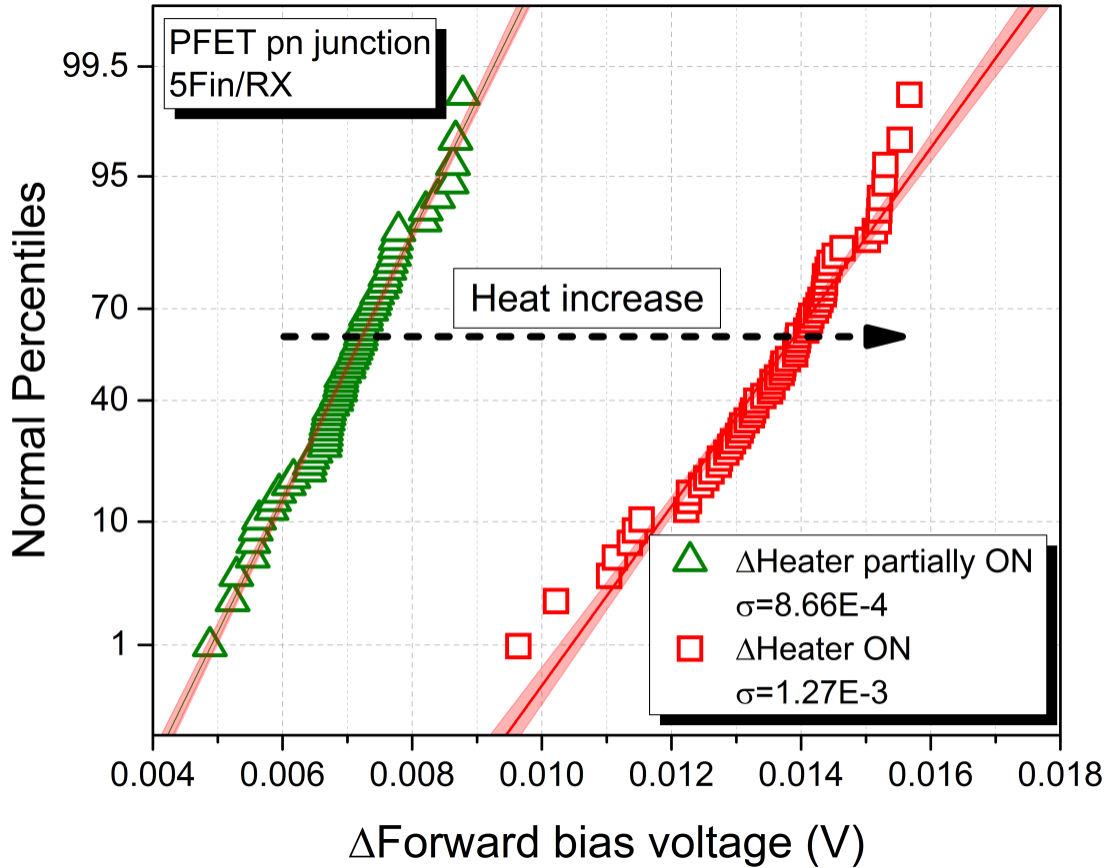 PFET pn junction
5Fin/RX
Normal Percentiles
99.5
95
70
40
10
1
Heat increase
ΔHeater partially ON
σ=8.66E-4
ΔHeater ON
σ=1.27E-3
0.004 0.006 0.008 0.010 0.012 0.014 0.016 0.018
ΔForward bias voltage (V)